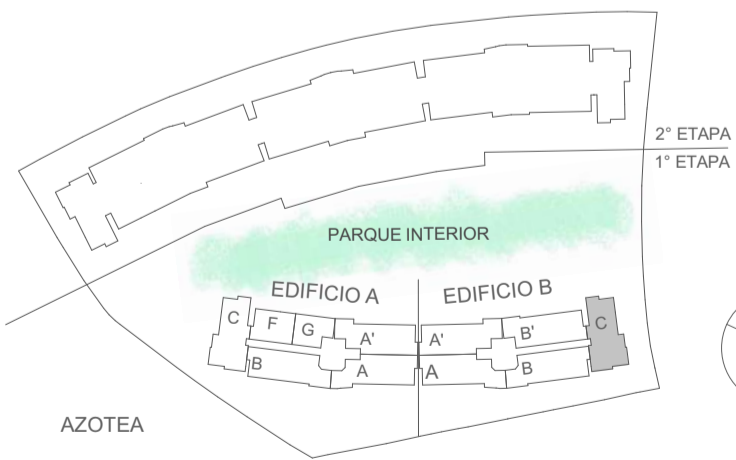 2° ETAPA
1° ETAPA
PARQUE INTERIOR
EDIFICIO A
EDIFICIO B
C
F
G
A'
A'
B'
C
B
A
A
B
AZOTEA